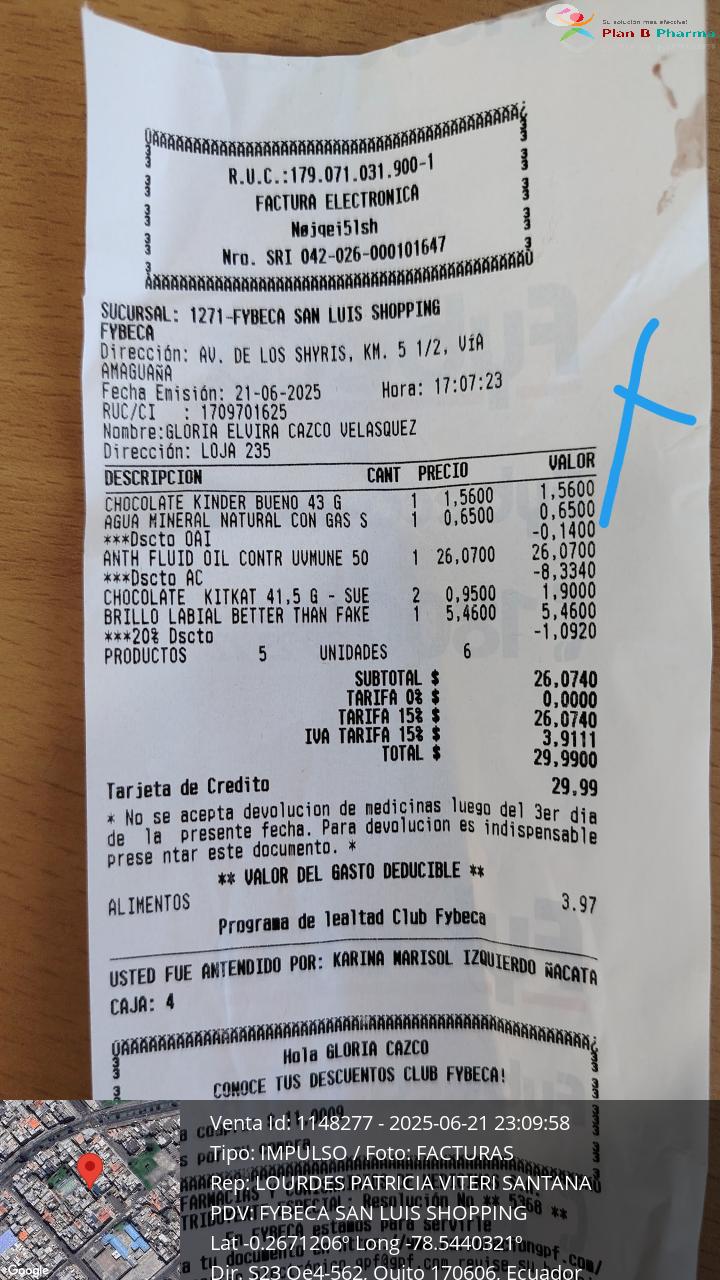 Su solución mas efectiva!
Plan B Pharma
R.U.C.:179.071.031.900-1
FACTURA ELECTRONICA
Nøjqei5lsh
Nro. SRI 042-026-000101647
SUCURSAL: 1271-FYBECA SAN LUIS SHOPPING
FYBECA
Dirección: AV. DE LOS SHYRIS, KM. 5 1/2, VíA
AMAGUAÑA
Fecha Emisión: 21-06-2025 Hora: 17:07:23
RUC/CI : 1709701625
Nombre:GLORIA ELVIRA CAZCO VELASQUEZ
Dirección: LOJA 235
DESCRIPCION CANT PRECIO VALOR
CHOCOLATE KINDER BUENO 43 G 1 1,5600 1,5600
AGUA MINERAL NATURAL CON GAS S 1 0,6500 0,6500
***Dscto OAI -0,1400
ANTH FLUID OIL CONTR UVMUNE 50 1 26,0700 26,0700
***Dscto AC -8,3340
CHOCOLATE KITKAT 41,5 G - SUE 2 0,9500 1,9000
BRILLO LABIAL BETTER THAN FAKE 1 5,4600 5,4600
***20% Dscto -1,0920
PRODUCTOS 5 UNIDADES 6
SUBTOTAL $ 26,0740
TARIFA 0% $ 0,0000
TARIFA 15% $ 26,0740
IVA TARIFA 15% $ 3,9111
TOTAL $ 29,9900
Tarjeta de Credito 29,99
* No se acepta devolucion de medicinas luego del 3er dia
de la presente fecha. Para devolucion es indispensable
prese ntar este documento. *
** VALOR DEL GASTO DEDUCIBLE **
ALIMENTOS 3.97
Programa de lealtad Club Fybeca
USTED FUE ANTENDIDO POR: KARINA MARISOL IZQUIERDO ÑACATA
CAJA: 4
Hola GLORIA CAZCO
CONOCE TUS DESCUENTOS CLUB FYBECA!
Venta Id: 1148277 - 2025-06-21 23:09:58
Tipo: IMPULSO / Foto: FACTURAS
Rep: LOURDES PATRICIA VITERI SANTANA
PDV: FYBECA SAN LUIS SHOPPING
Lat -0.2671206º Long -78.5440321º
Dir. S23 Oe4-562, Quito 170606, Ecuador
Google